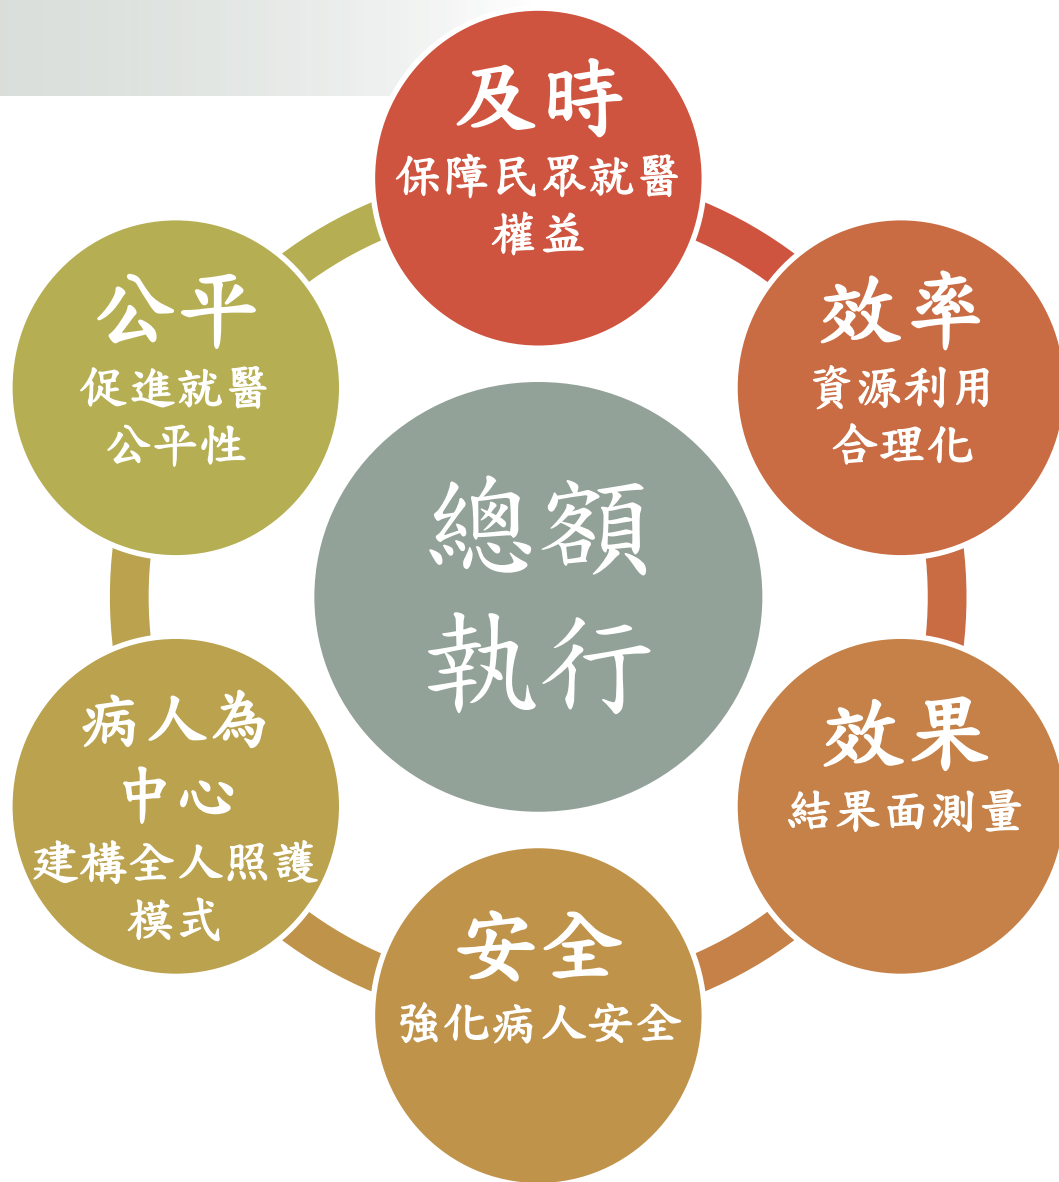 及時
保障民眾就醫
權益
效率
資源利用
合理化
效果
結果面測量
安全
強化病人安全
病人為
中心
建構全人照護
模式
公平
促進就醫
公平性
總額
執行